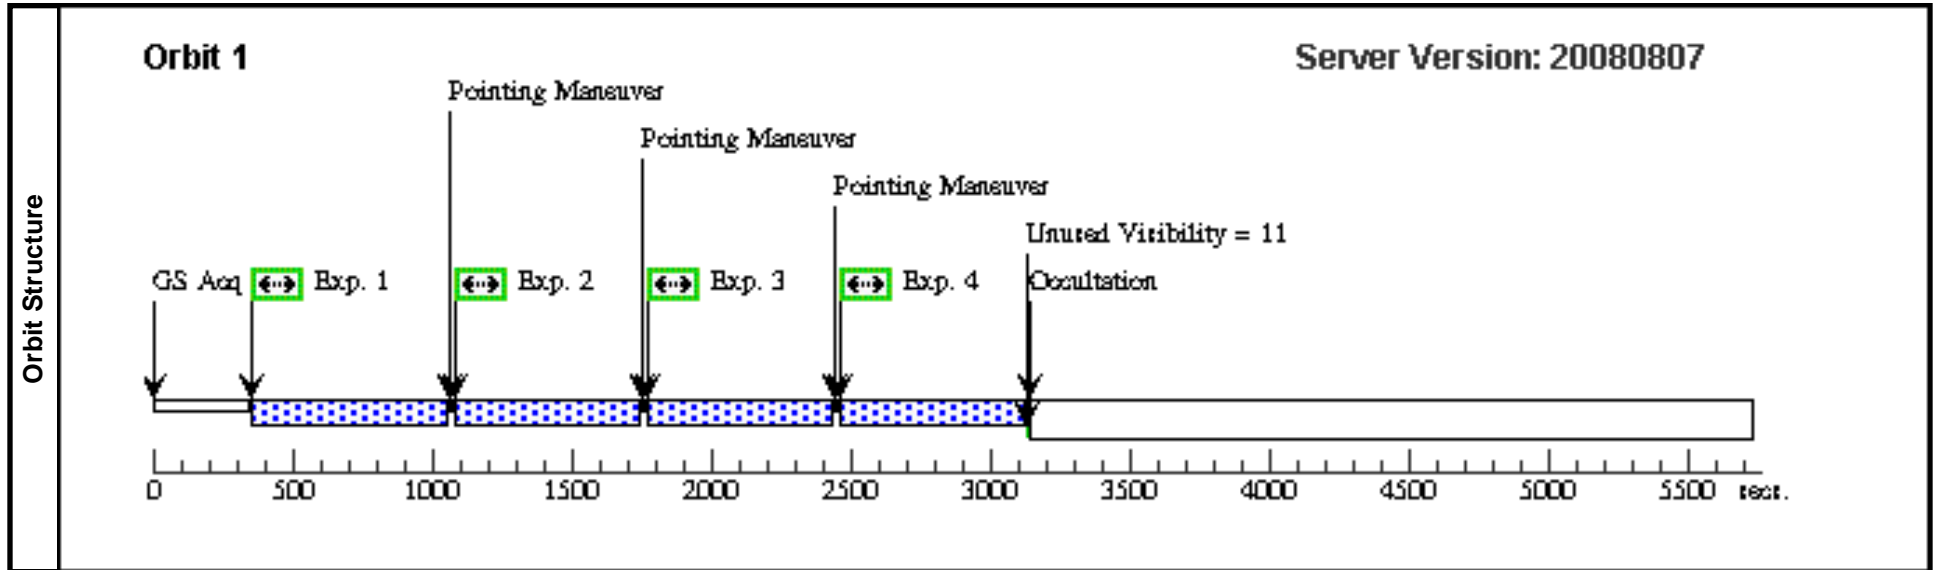 Orbit Structure
Orbit 1
Server Version: 20080807
Pointing Maneuver
Pointing Maneuver
Pointing Maneuver
Unused Visibility = 11
GS Acq Exp. 1 Exp. 2 Exp. 3 Exp. 4 Occultation
0 500 1000 1500 2000 2500 3000 3500 4000 4500 5000 5500 secs.